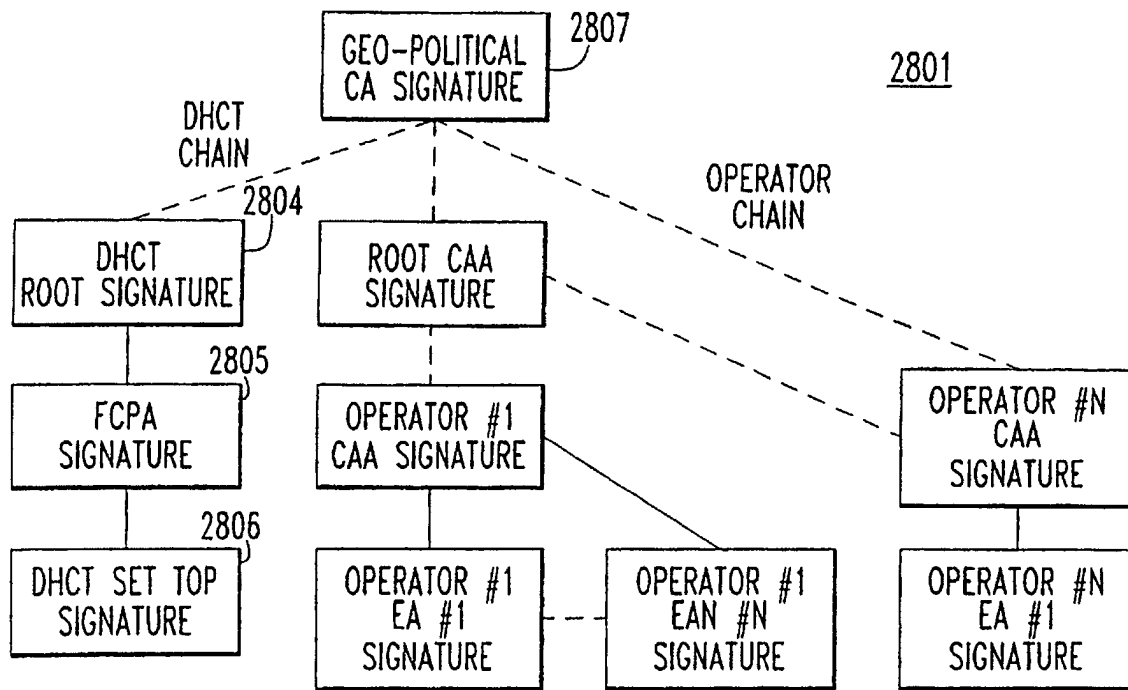 2807
GEO-POLITICAL
CA SIGNATURE
2801
DHCT
CHAIN
OPERATOR
CHAIN
2804
DHCT
ROOT SIGNATURE
ROOT CAA
SIGNATURE
2805
FCPA
SIGNATURE
OPERATOR #1
CAA SIGNATURE
OPERATOR #N
CAA
SIGNATURE
2806
DHCT SET TOP
SIGNATURE
OPERATOR #1
EA #1
SIGNATURE
OPERATOR #1
EAN #N
SIGNATURE
OPERATOR #N
EA #1
SIGNATURE